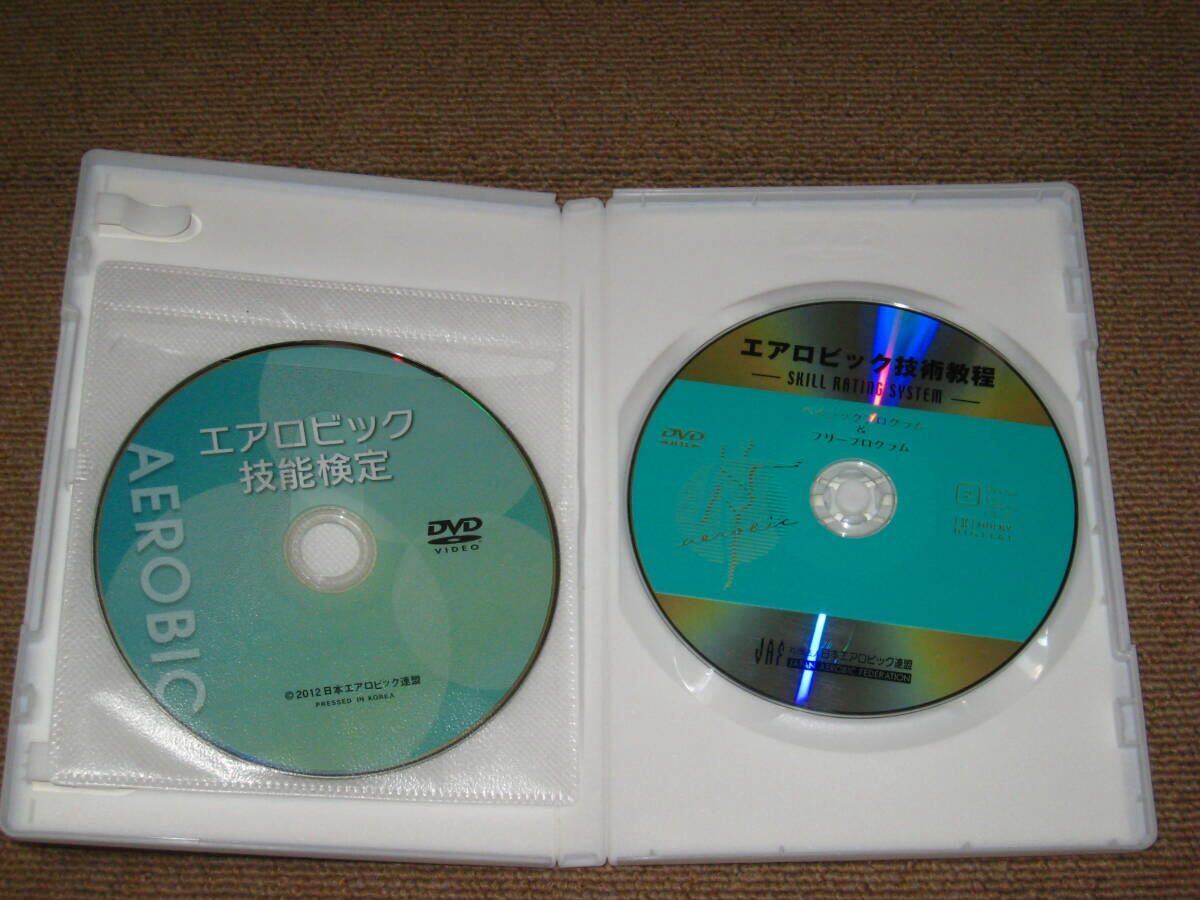 エアロビック
技能検定
AEROBIC
DVD
VIDEO
©2012 日本エアロビック連盟
PRESSED IN KOREA
エアロビック技術教程
SKILL RATING SYSTEM
ベーシックプログラム
&
フリープログラム
DVD
aerobic
DIGITAL
JAF
日本エアロビック連盟
JAPAN AEROBIC FEDERATION